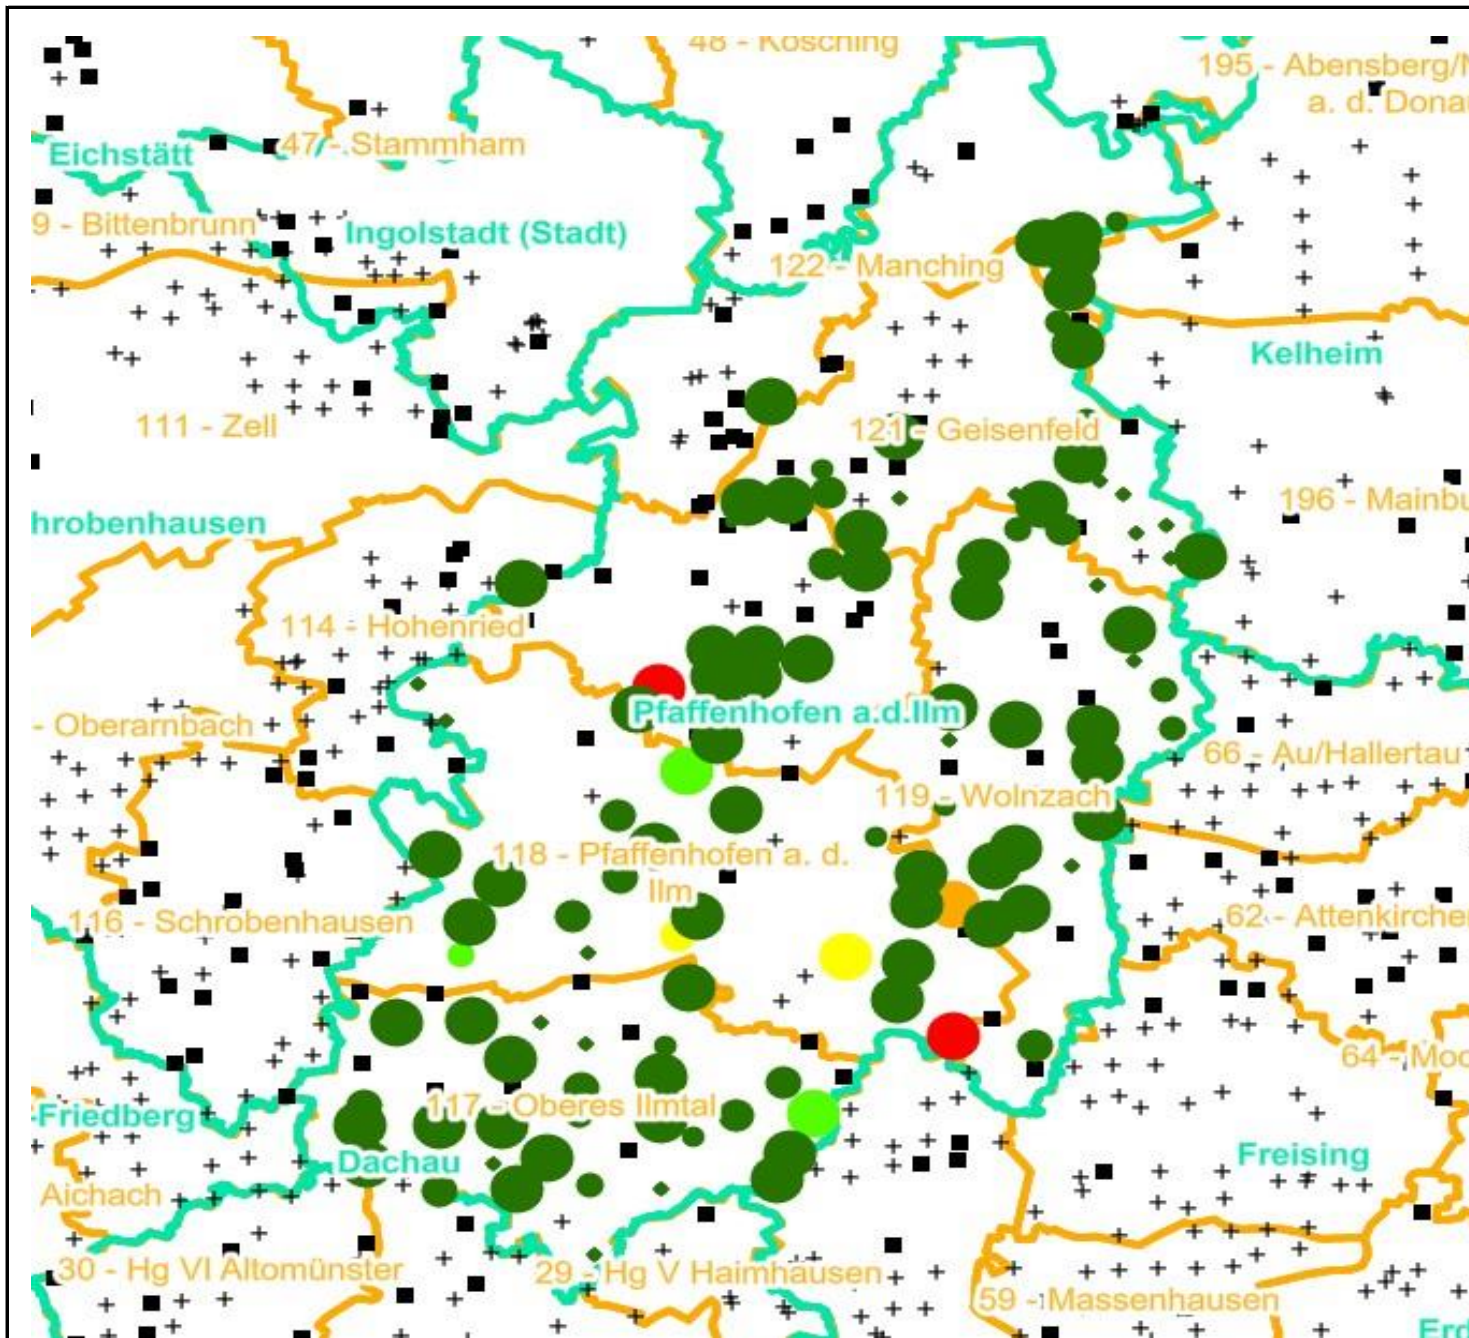 48 - Kösching
195 - Abensberg/N
a. d. Donau
47 - Stammham
Eichstätt
9 - Bittenbrunn
Ingolstadt (Stadt)
122 - Manching
Kelheim
111 - Zell
121 - Geisenfeld
196 - Mainbu
hrobenhausen
114 - Hohenried
Pfaffenhofen a.d.Ilm
- Oberarnbach
66 - Au/Hallertau
119 - Wolnzach
118 - Pfaffenhofen a. d.
Ilm
116 - Schrobenhausen
62 - Attenkircher
64 - Moo
117 - Oberes Ilmtal
Friedberg
Dachau
Freising
Aichach
30 - Hg VI Altomünster
29 - Hg V Haimhausen
59 - Massenhausen
Erd